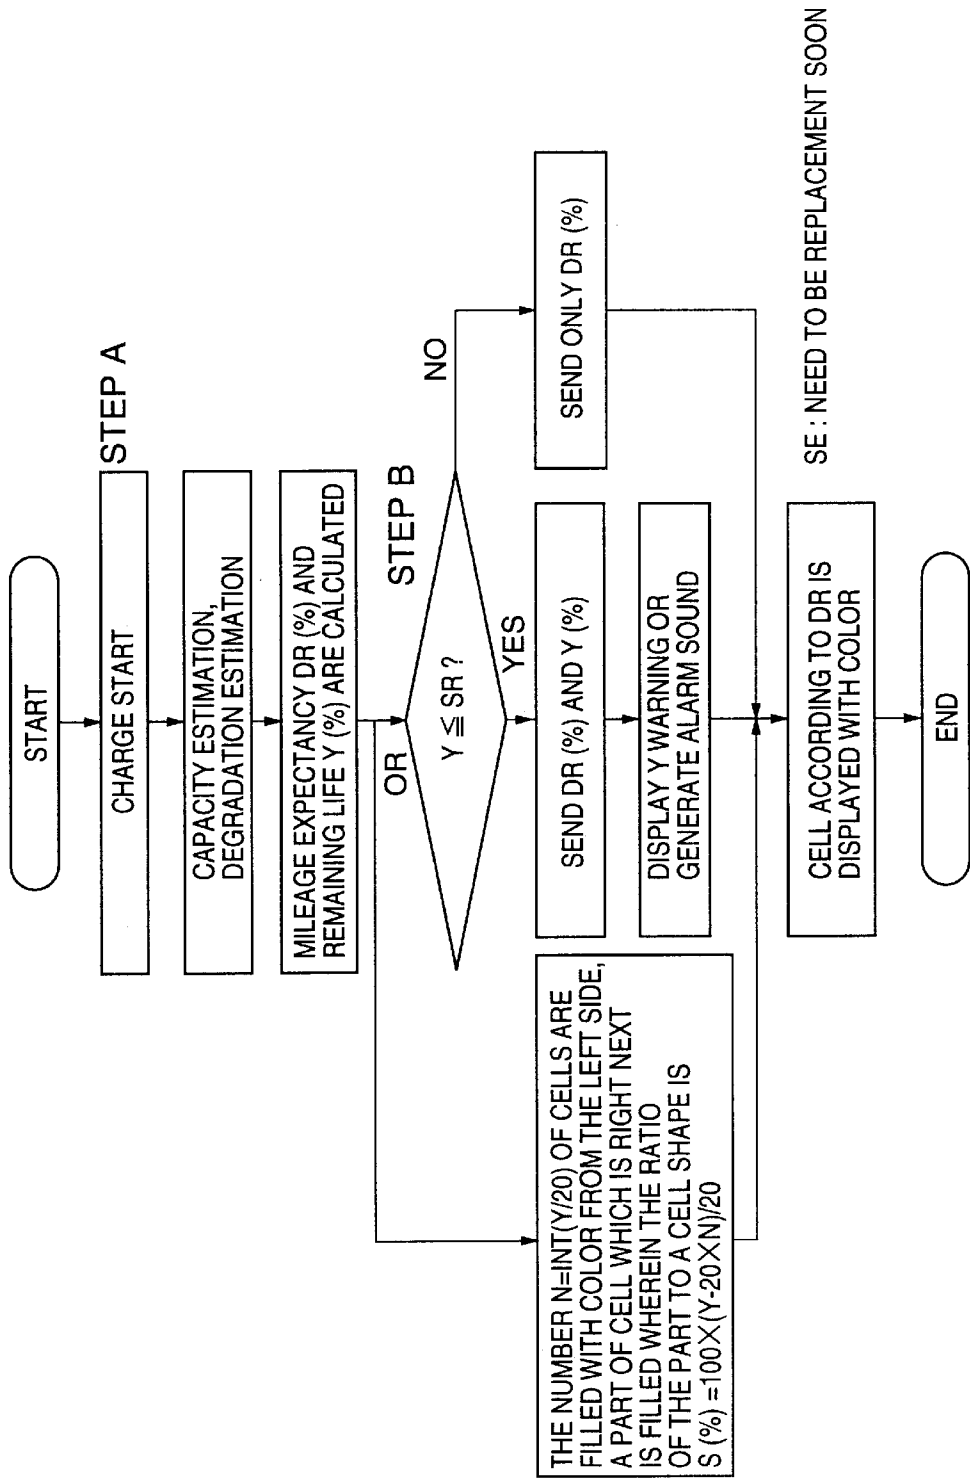 START
CHARGE START
STEP A
CAPACITY ESTIMATION,
DEGRADATION ESTIMATION
MILEAGE EXPECTANCY DR (%) AND
REMAINING LIFE Y (%) ARE CALCULATED
OR
STEP B
Y ≦ SR ?
NO
YES
THE NUMBER N=INT(Y/20) OF CELLS ARE
FILLED WITH COLOR FROM THE LEFT SIDE,
A PART OF CELL WHICH IS RIGHT NEXT
IS FILLED WHEREIN THE RATIO
OF THE PART TO A CELL SHAPE IS
S (%) =100×(Y-20×N)/20
SEND DR (%) AND Y (%)
SEND ONLY DR (%)
DISPLAY Y WARNING OR
GENERATE ALARM SOUND
CELL ACCORDING TO DR IS
DISPLAYED WITH COLOR
SE : NEED TO BE REPLACEMENT SOON
END